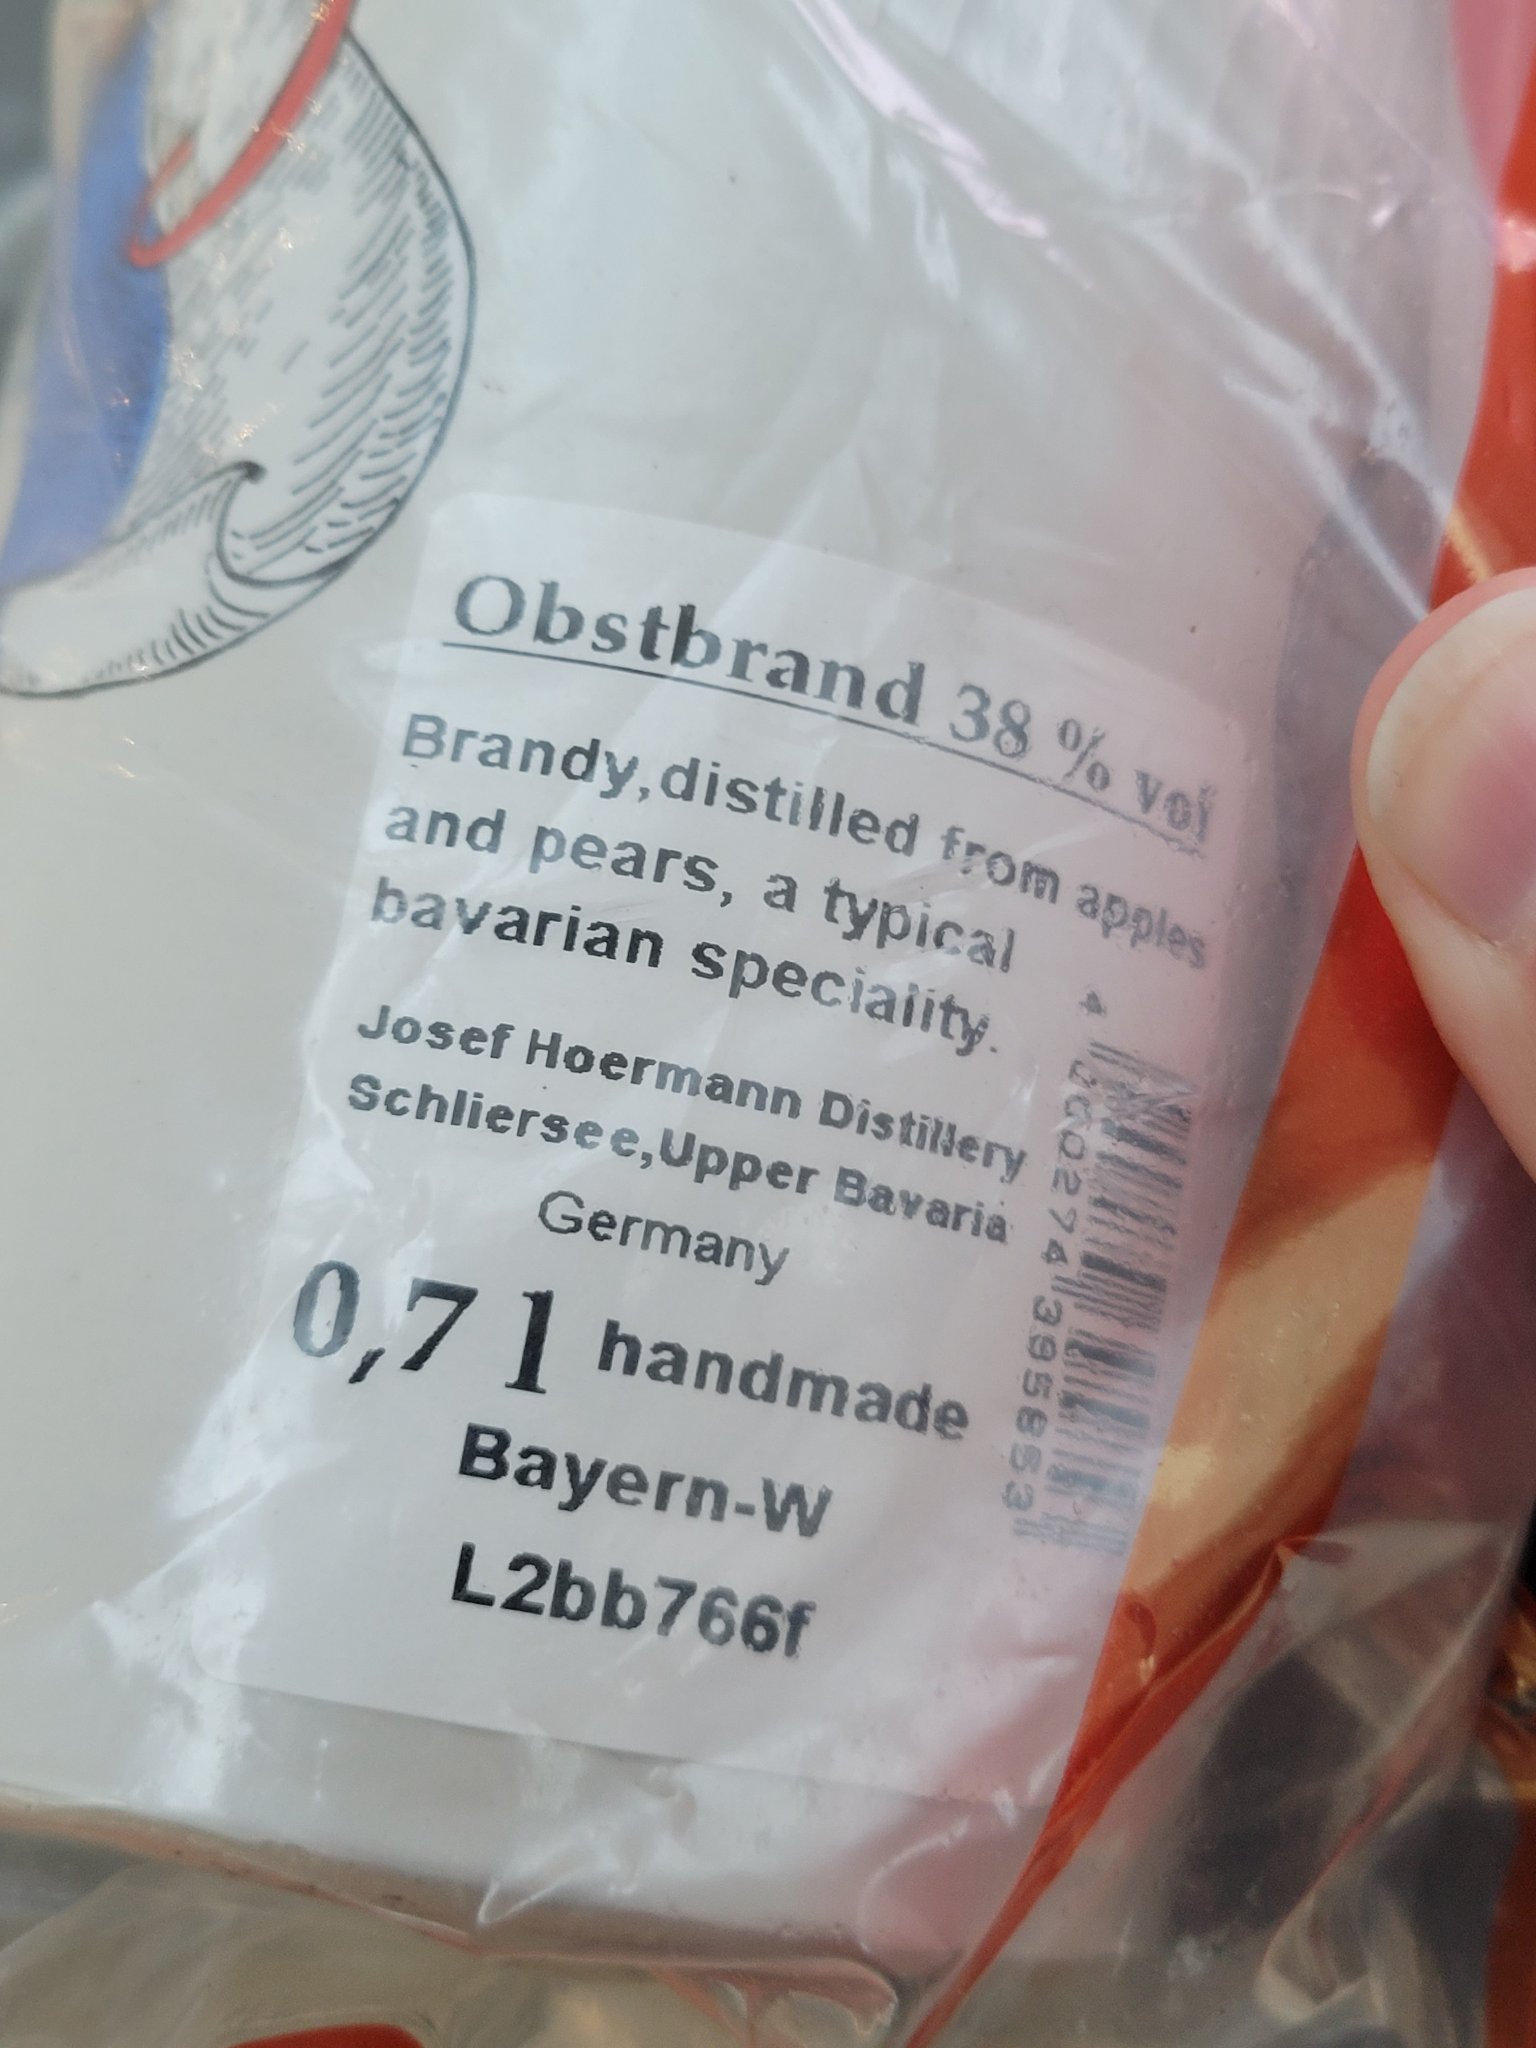 Obstbrand 38 % vol
Brandy,distilled from apples
and pears, a typical
bavarian speciality.
Josef Hoermann Distillery
Schliersee,Upper Bavaria
Germany
0,7 l handmade
Bayern-W
L2bb766f